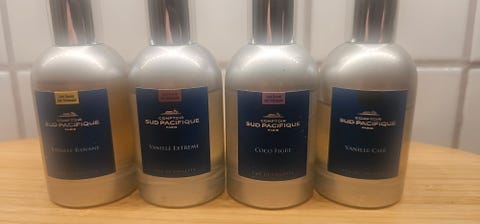 COMPTOIR
SUD PACIFIQUE
PARIS
VANILLE BANANE
COMPTOIR
SUD PACIFIQUE
PARIS
VANILLE EXTREME
COMPTOIR
SUD PACIFIQUE
PARIS
COCO FIGUE
COMPTOIR
SUD PACIFIQUE
PARIS
VANILLE CAFÉ